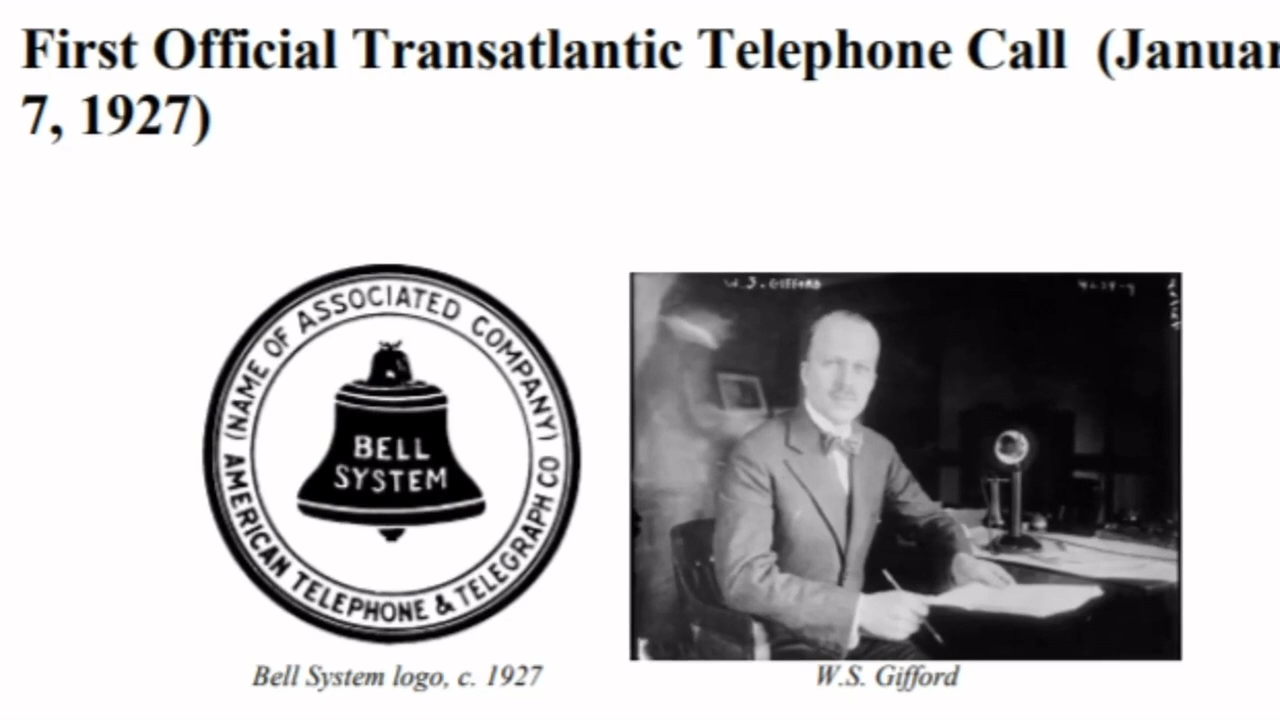 First Official Transatlantic Telephone Call (Januar
7, 1927)
(NAME OF ASSOCIATED COMPANY)
AMERICAN TELEPHONE & TELEGRAPH CO
BELL
SYSTEM
W.S. GIFFORD
Bell System logo, c. 1927
W.S. Gifford